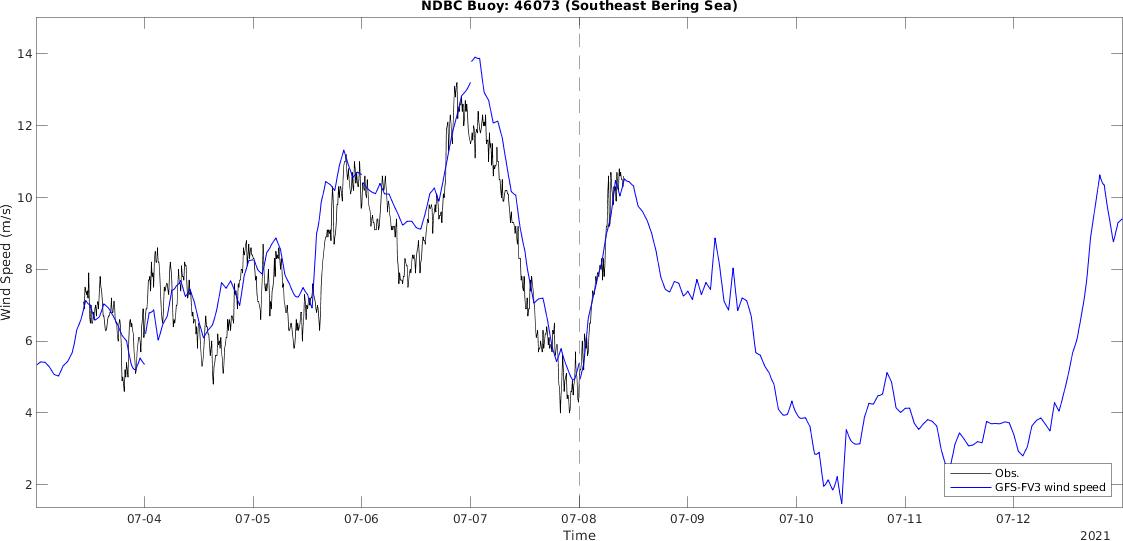 NDBC Buoy: 46073 (Southeast Bering Sea)
Wind Speed (m/s)
14
12
10
8
6
4
2
Obs.
GFS-FV3 wind speed
07-04 07-05 07-06 07-07 07-08 07-09 07-10 07-11 07-12
Time
2021